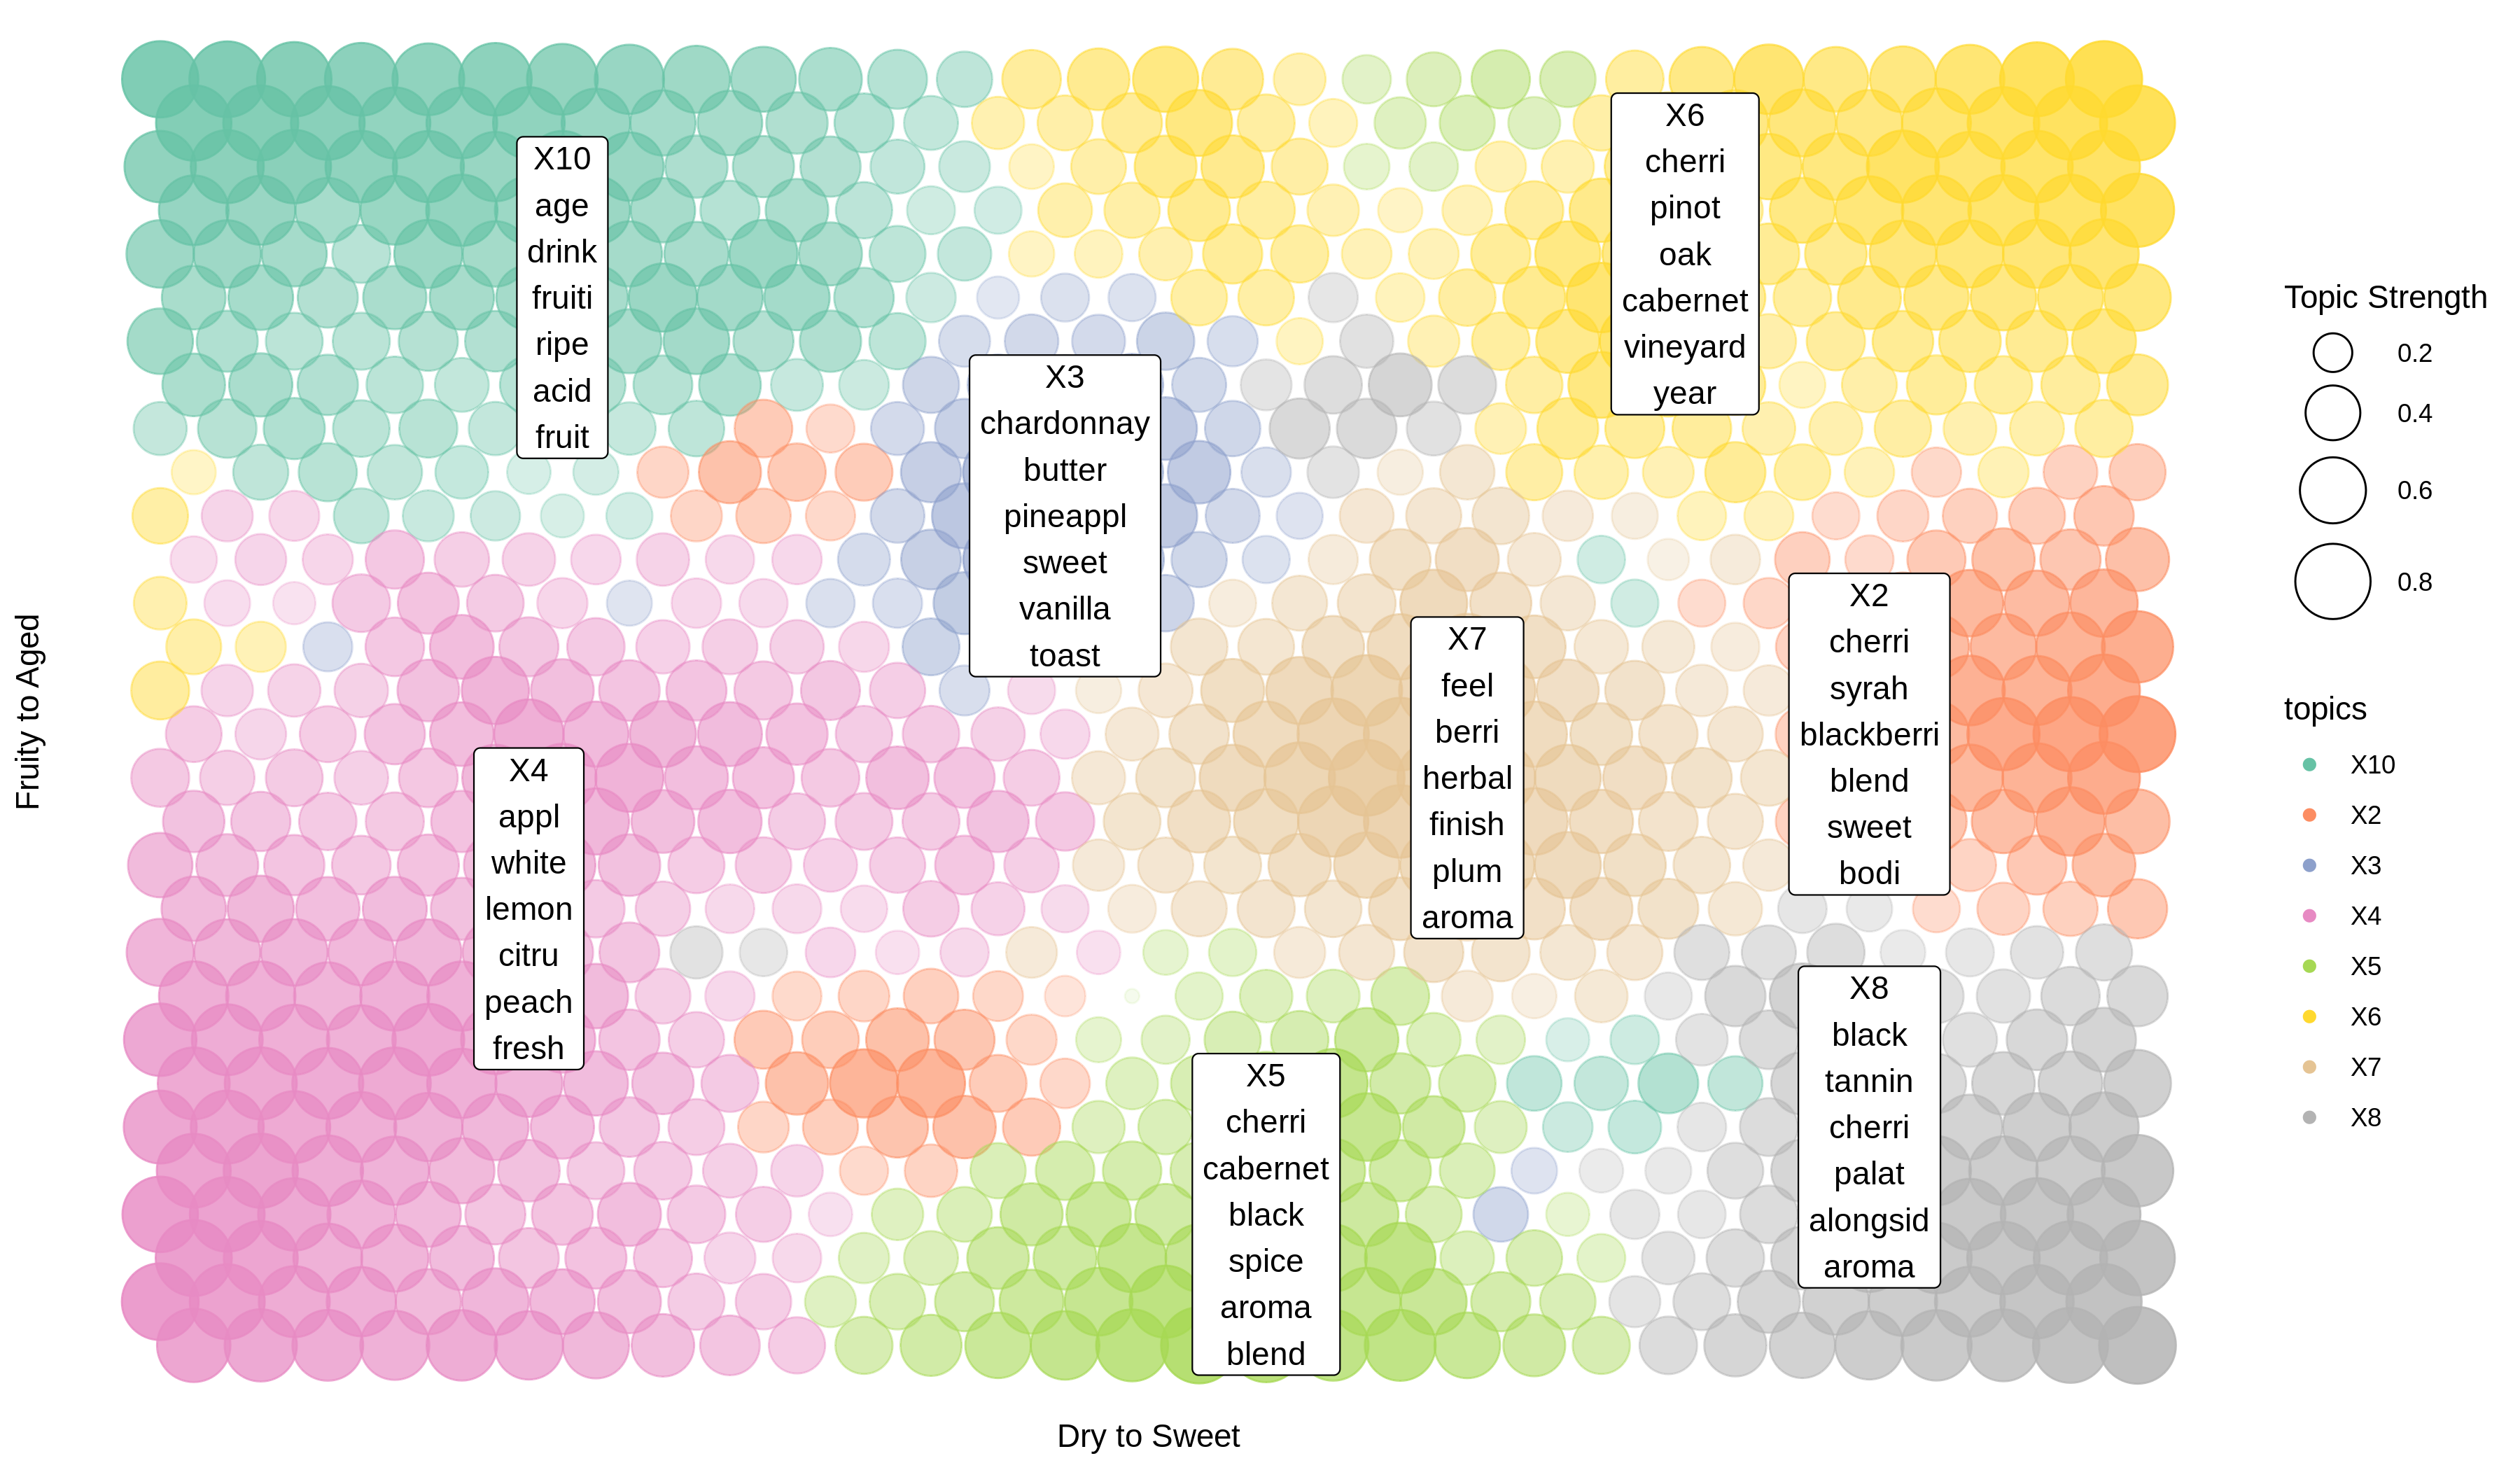 X10
age
drink
fruiti
ripe
acid
fruit
X6
cherri
pinot
oak
cabernet
vineyard
year
X3
chardonnay
butter
pineappl
sweet
vanilla
toast
X2
cherri
syrah
blackberri
blend
sweet
bodi
X7
feel
berri
herbal
finish
plum
aroma
X4
appl
white
lemon
citru
peach
fresh
X8
black
tannin
cherri
palat
alongsid
aroma
X5
cherri
cabernet
black
spice
aroma
blend
Fruity to Aged
Dry to Sweet
Topic Strength
0.2
0.4
0.6
0.8
topics
X10
X2
X3
X4
X5
X6
X7
X8